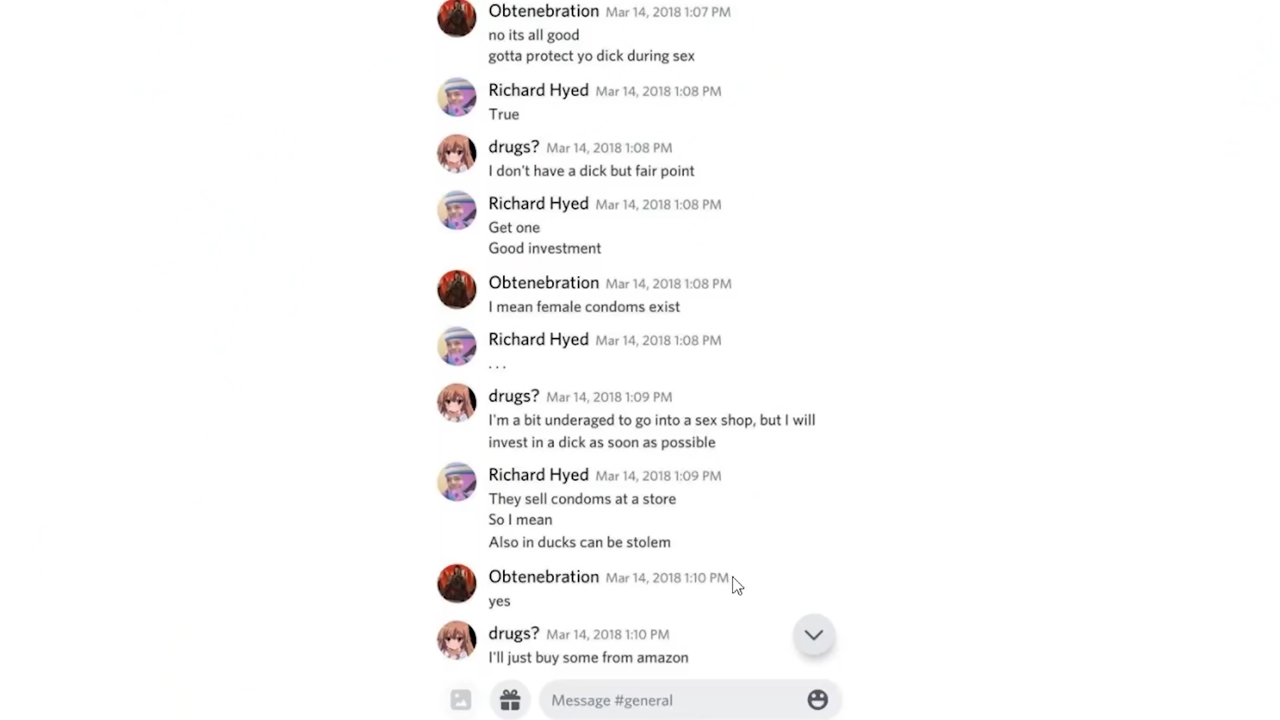 Obtenebration Mar 14, 2018 1:07 PM
no its all good
gotta protect yo dick during sex
Richard Hyed Mar 14, 2018 1:08 PM
True
drugs? Mar 14, 2018 1:08 PM
I don't have a dick but fair point
Richard Hyed Mar 14, 2018 1:08 PM
Get one
Good investment
Obtenebration Mar 14, 2018 1:08 PM
I mean female condoms exist
Richard Hyed Mar 14, 2018 1:08 PM
...
drugs? Mar 14, 2018 1:09 PM
I'm a bit underaged to go into a sex shop, but I will
invest in a dick as soon as possible
Richard Hyed Mar 14, 2018 1:09 PM
They sell condoms at a store
So I mean
Also in ducks can be stolem
Obtenebration Mar 14, 2018 1:10 PM
yes
drugs? Mar 14, 2018 1:10 PM
I'll just buy some from amazon
Message #general